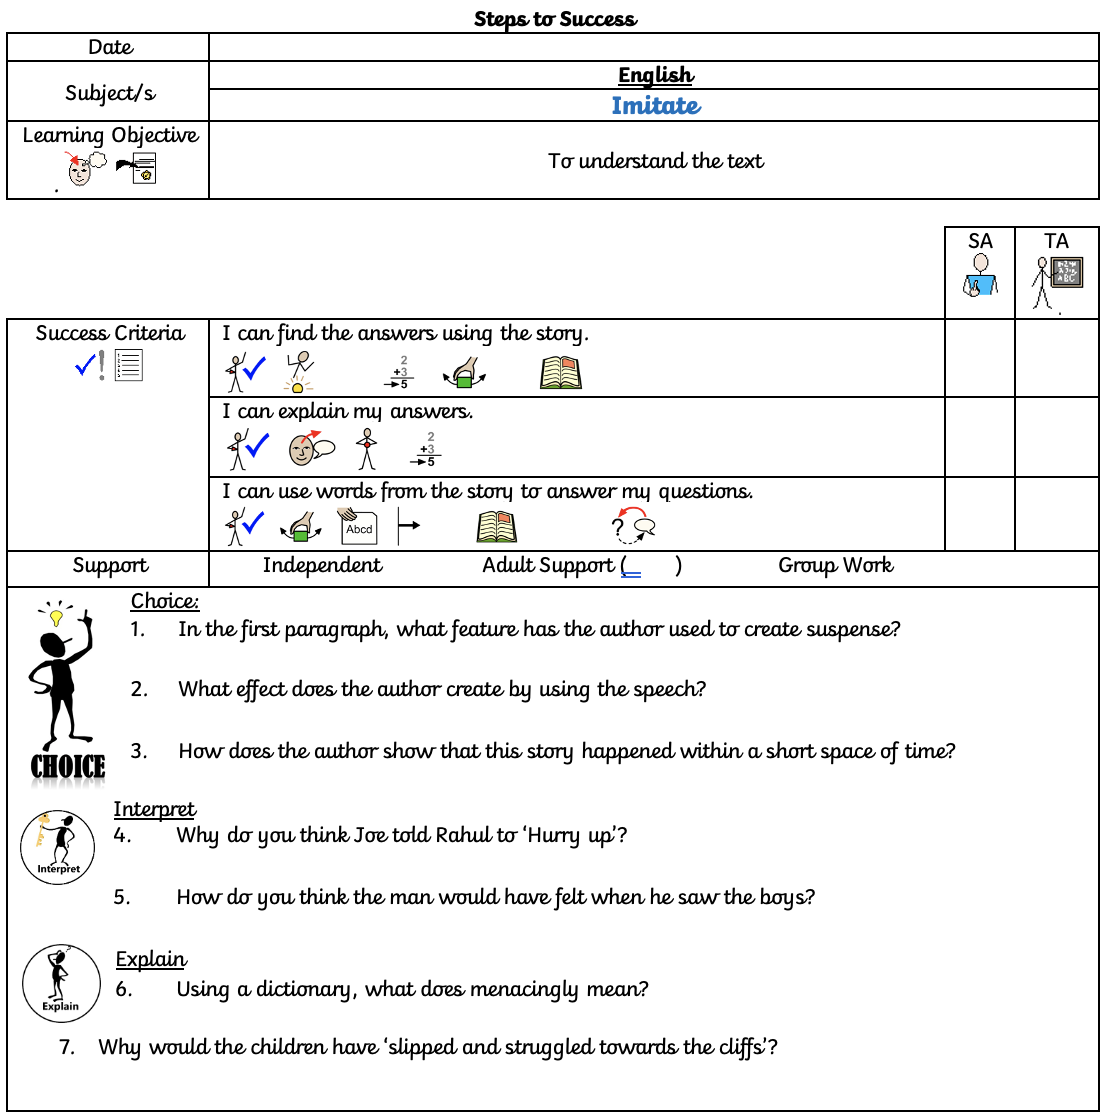 Steps to Success
Date
Subject/s
English
Imitate
Learning Objective
To understand the text
SA
TA
Success Criteria
I can find the answers using the story.
2
+3
5
I can explain my answers.
2
+3
5
I can use words from the story to answer my questions.
Abcd
?
Support
Independent Adult Support ( ) Group Work
Choice:
1. In the first paragraph, what feature has the author used to create suspense?
2. What effect does the author create by using the speech?
CHOICE
3. How does the author show that this story happened within a short space of time?
Interpret
Interpret
4. Why do you think Joe told Rahul to ‘Hurry up’?
5. How do you think the man would have felt when he saw the boys?
Explain
Explain
6. Using a dictionary, what does menacingly mean?
7. Why would the children have ‘slipped and struggled towards the cliffs’?